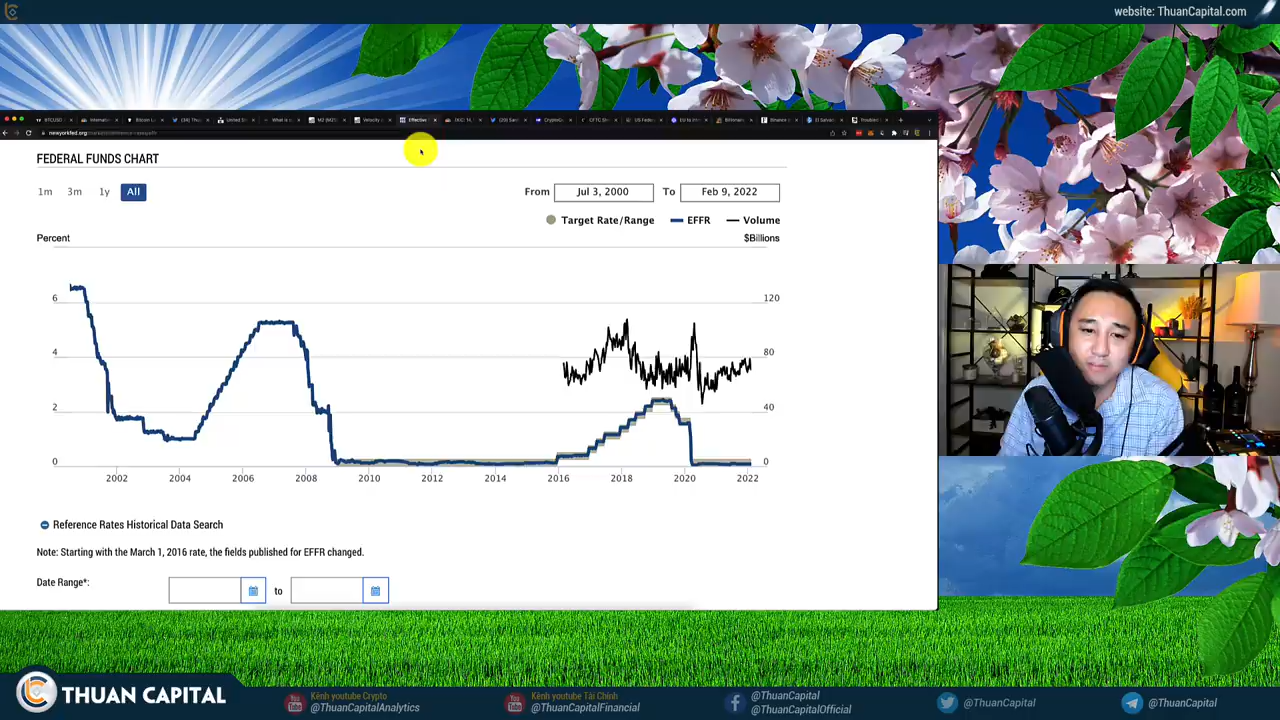 website: ThuanCapital.com
newyorkfed.org
FEDERAL FUNDS CHART
1m 3m 1y All
From Jul 3, 2000 To Feb 9, 2022
Target Rate/Range EFFR Volume
Percent $Billions
6 120
4 80
2 40
0 0
2002 2004 2006 2008 2010 2012 2014 2016 2018 2020 2022
Reference Rates Historical Data Search
Note: Starting with the March 1, 2016 rate, the fields published for EFFR changed.
Date Range*: to
THUAN CAPITAL
Kênh youtube Crypto
@ThuanCapitalAnalytics
Kênh youtube Tài Chính
@ThuanCapitalFinancial
@ThuanCapital
@ThuanCapitalOfficial
@ThuanCapital
@ThuanCapital